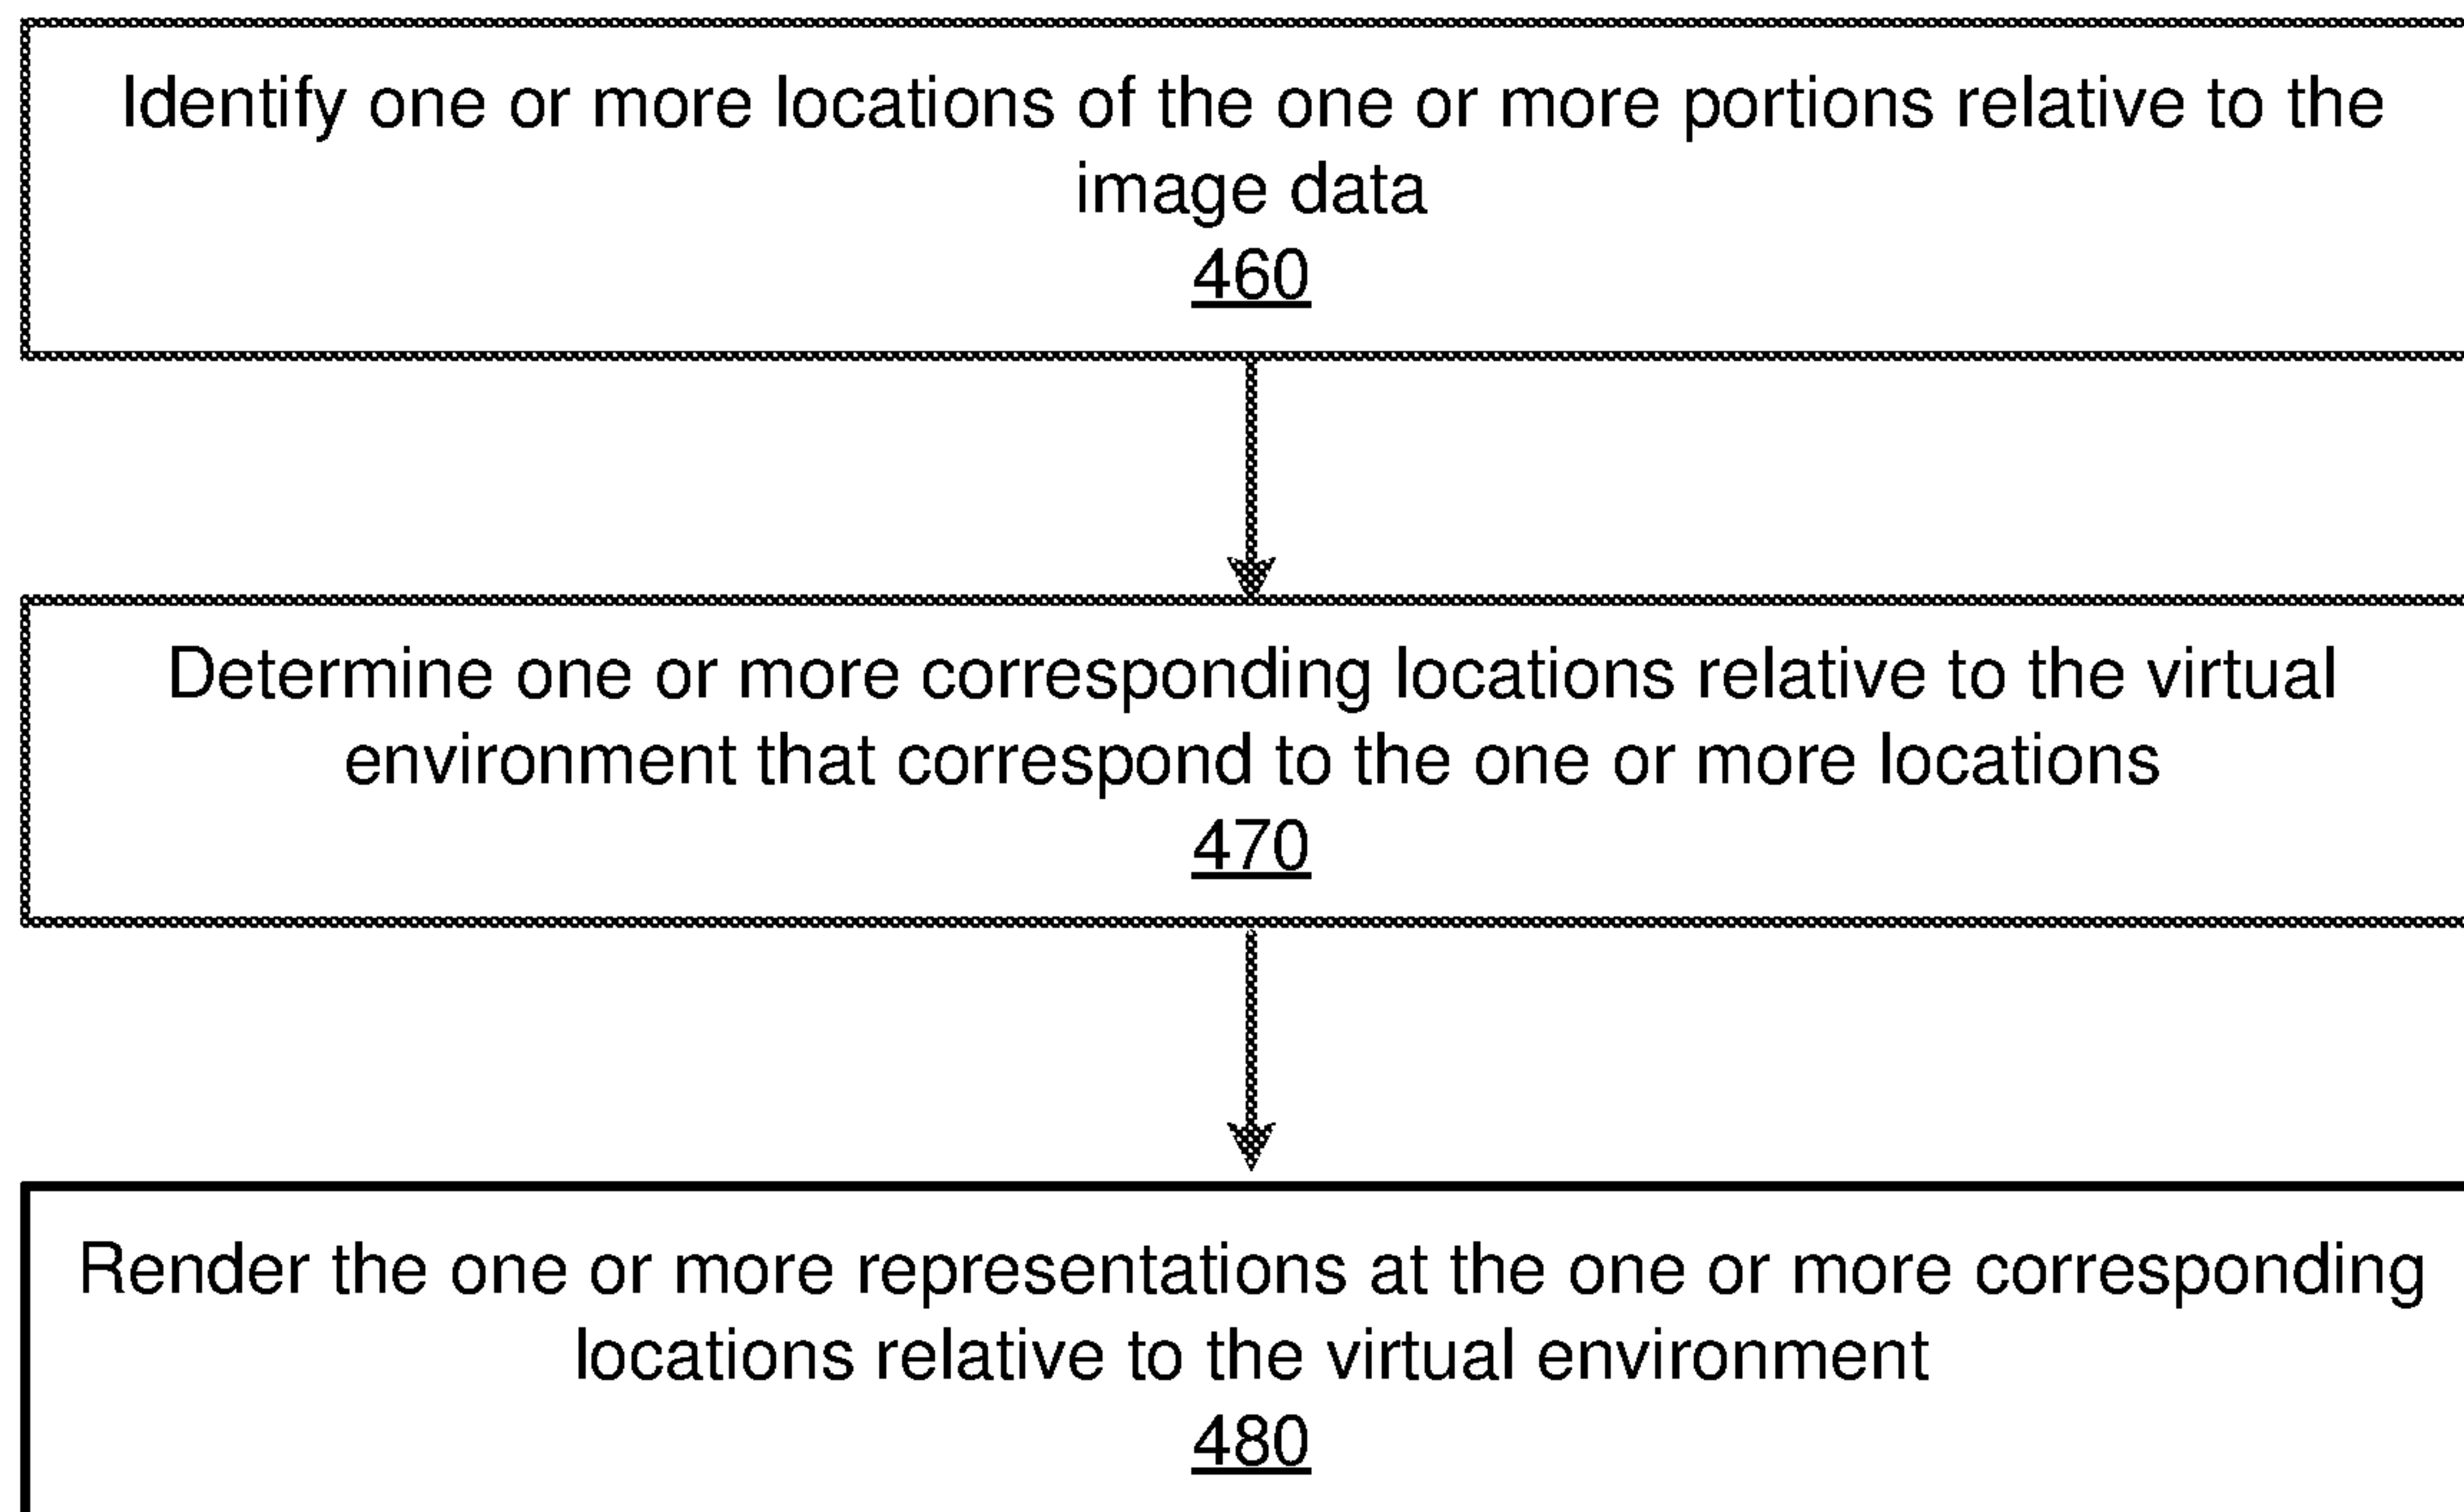 Identify one or more locations of the one or more portions relative to the
image data
460
Determine one or more corresponding locations relative to the virtual
environment that correspond to the one or more locations
470
Render the one or more representations at the one or more corresponding
locations relative to the virtual environment
480